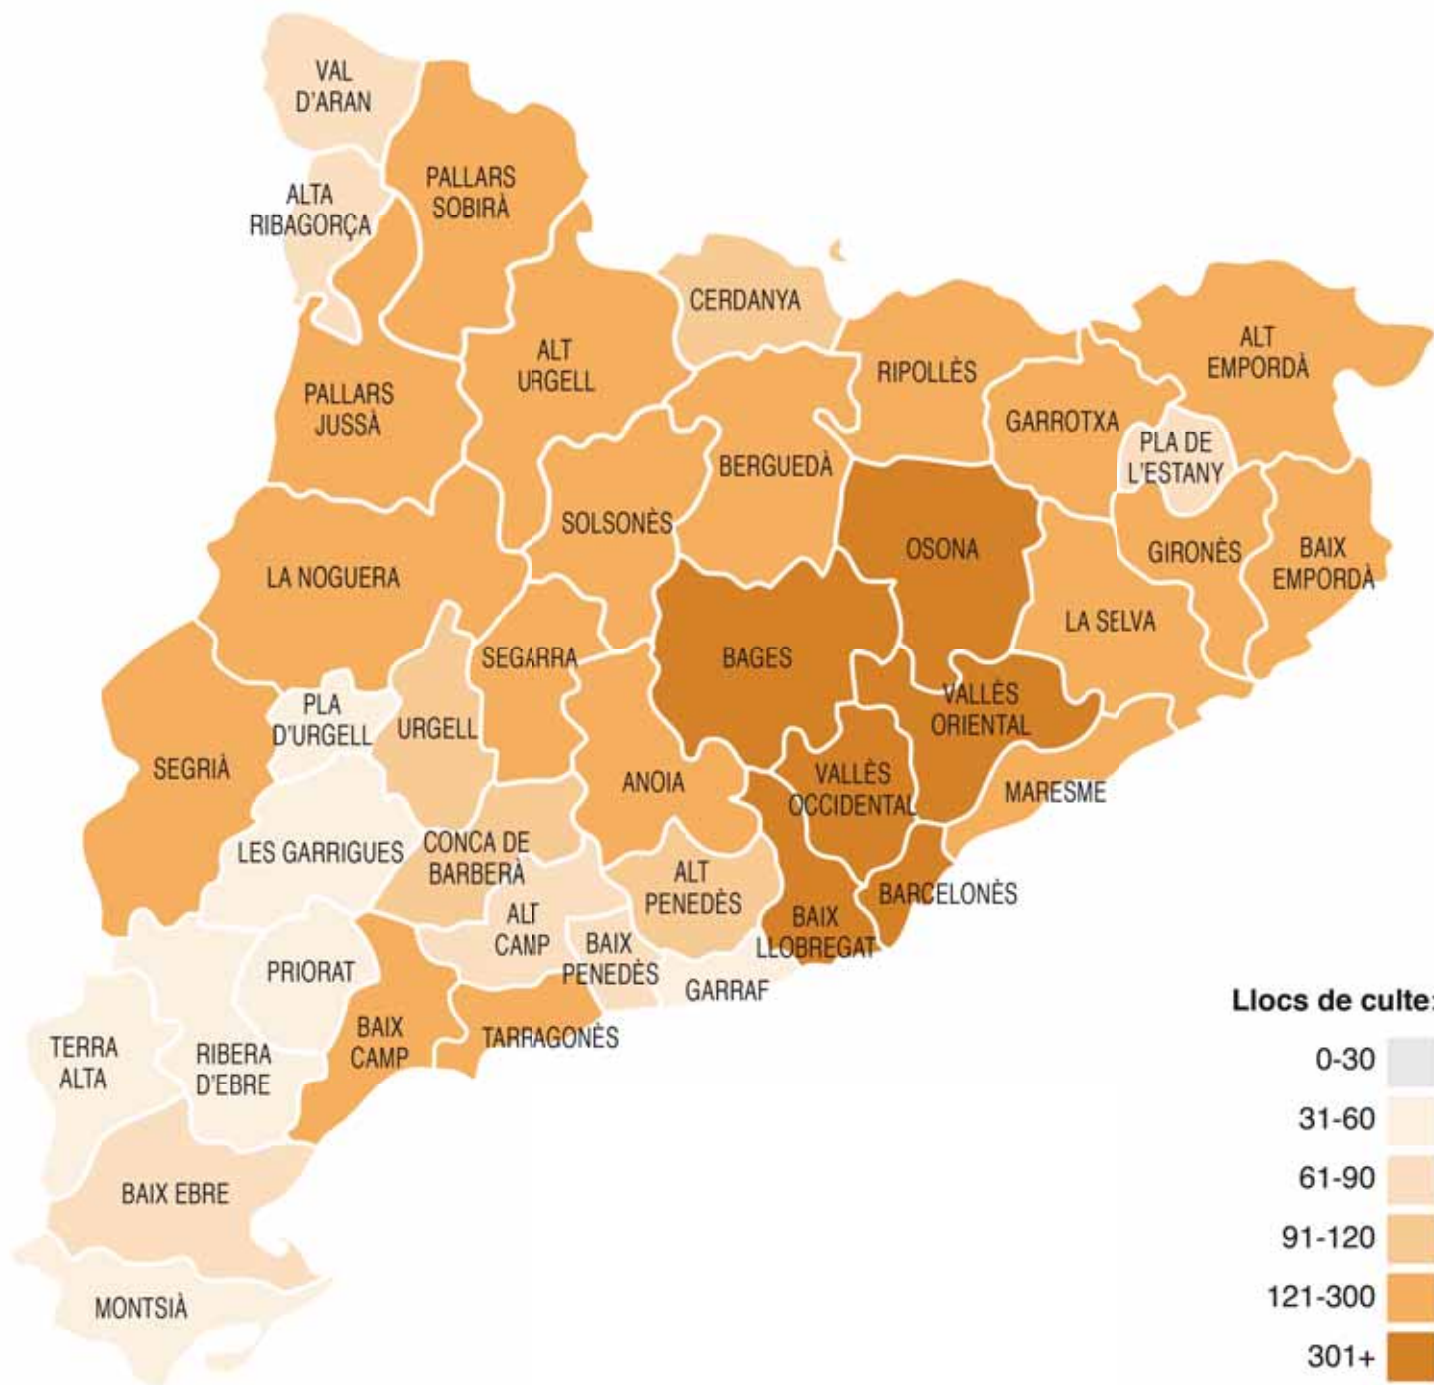 VAL
D'ARAN
ALTA
RIBAGORÇA
PALLARS
SOBIRÀ
CERDANYA
ALT
URGELL
PALLARS
JUSSÀ
RIPOLLÈS
ALT
EMPORDÀ
GARROTXA
PLA DE
L'ESTANY
BERGUEDÀ
SOLSONÈS
OSONA
GIRONÈS
BAIX
EMPORDÀ
LA NOGUERA
LA SELVA
SEGARRA
BAGES
VALLÈS
ORIENTAL
PLA
D'URGELL
URGELL
SEGRIÀ
ANOIA
VALLÈS
OCCIDENTAL
MARESME
LES GARRIGUES
CONCA DE
BARBERÀ
ALT
PENEDÈS
BARCELONÈS
ALT
CAMP
BAIX
PENEDÈS
BAIX
LLOBREGAT
PRIORAT
GARRAF
BAIX
CAMP
TARRAGONÈS
TERRA
ALTA
RIBERA
D'EBRE
BAIX EBRE
MONTSIÀ
Llocs de culte:
0-30
31-60
61-90
91-120
121-300
301+